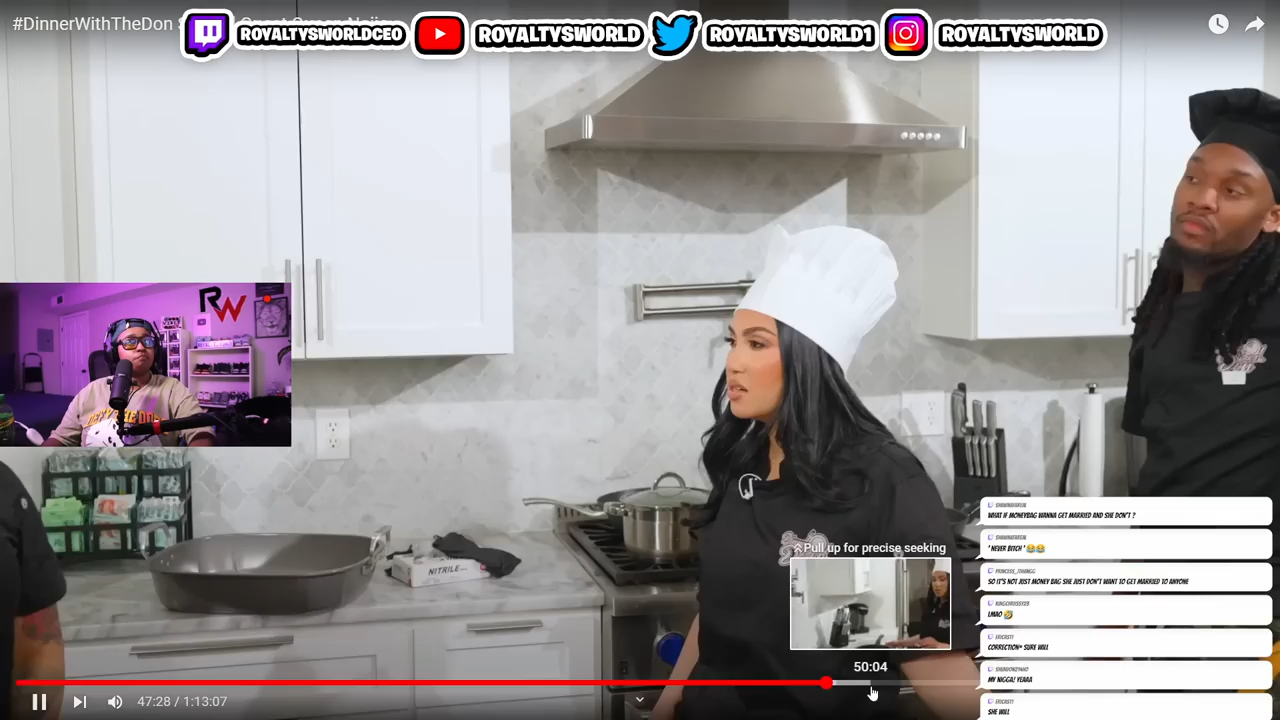 #DinnerWithTheDon
ROYALTYSWORLDCEO
ROYALTYSWORLD
ROYALTYSWORLD1
ROYALTYSWORLD
RW
NITRILE
Pull up for precise seeking
50:04
47:28 / 1:13:07
SHAWNATREAL
WHAT IF MONEYBAG WANNA GET MARRIED AND SHE DON'T ?
SHAWNATREAL
' NEVER BITCH ' 😂😂
SO IT'S NOT JUST MONEY BAG SHE JUST DON'T WANT TO GET MARRIED TO ANYONE
LMAO 🤣
CORRECTION* SURE WILL
MY NIGGA! YEAAA
SHE WILL